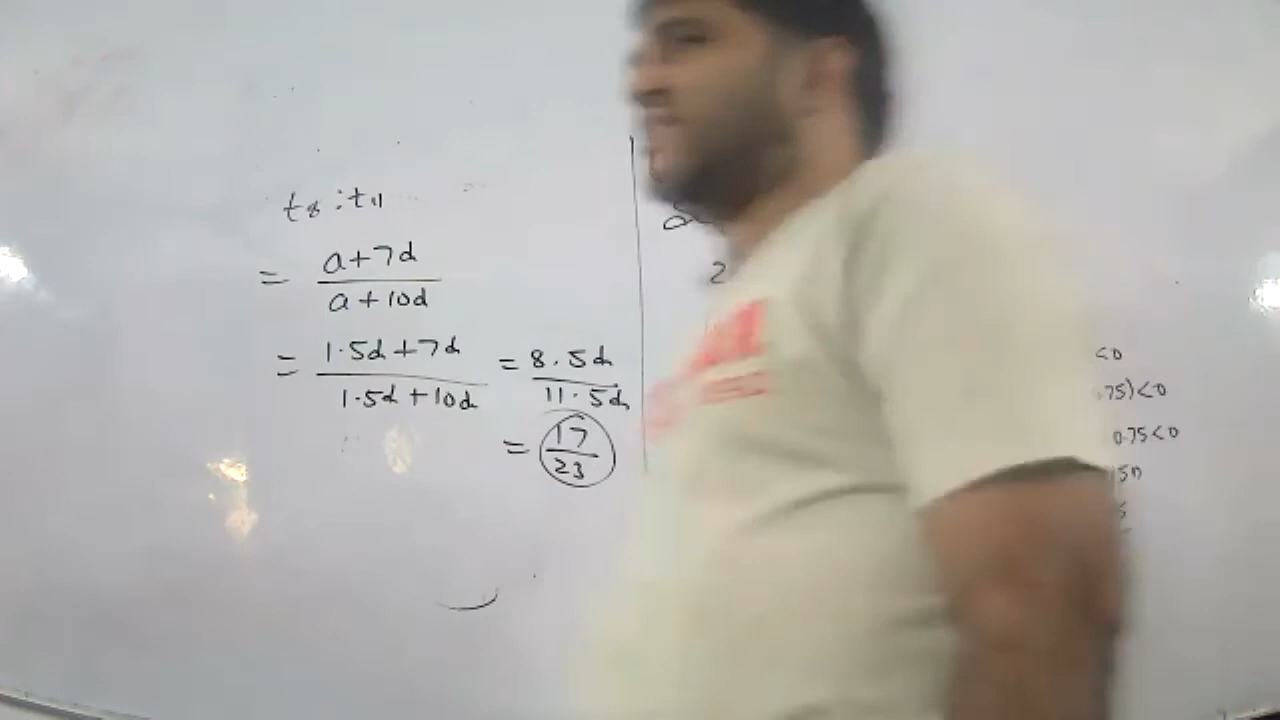 t₈ : t₁₁
= a+7d / a+10d
= 1.5d+7d / 1.5d+10d = 8.5d / 11.5d
= 17/23
2
<0
.75)<0
0.75<0